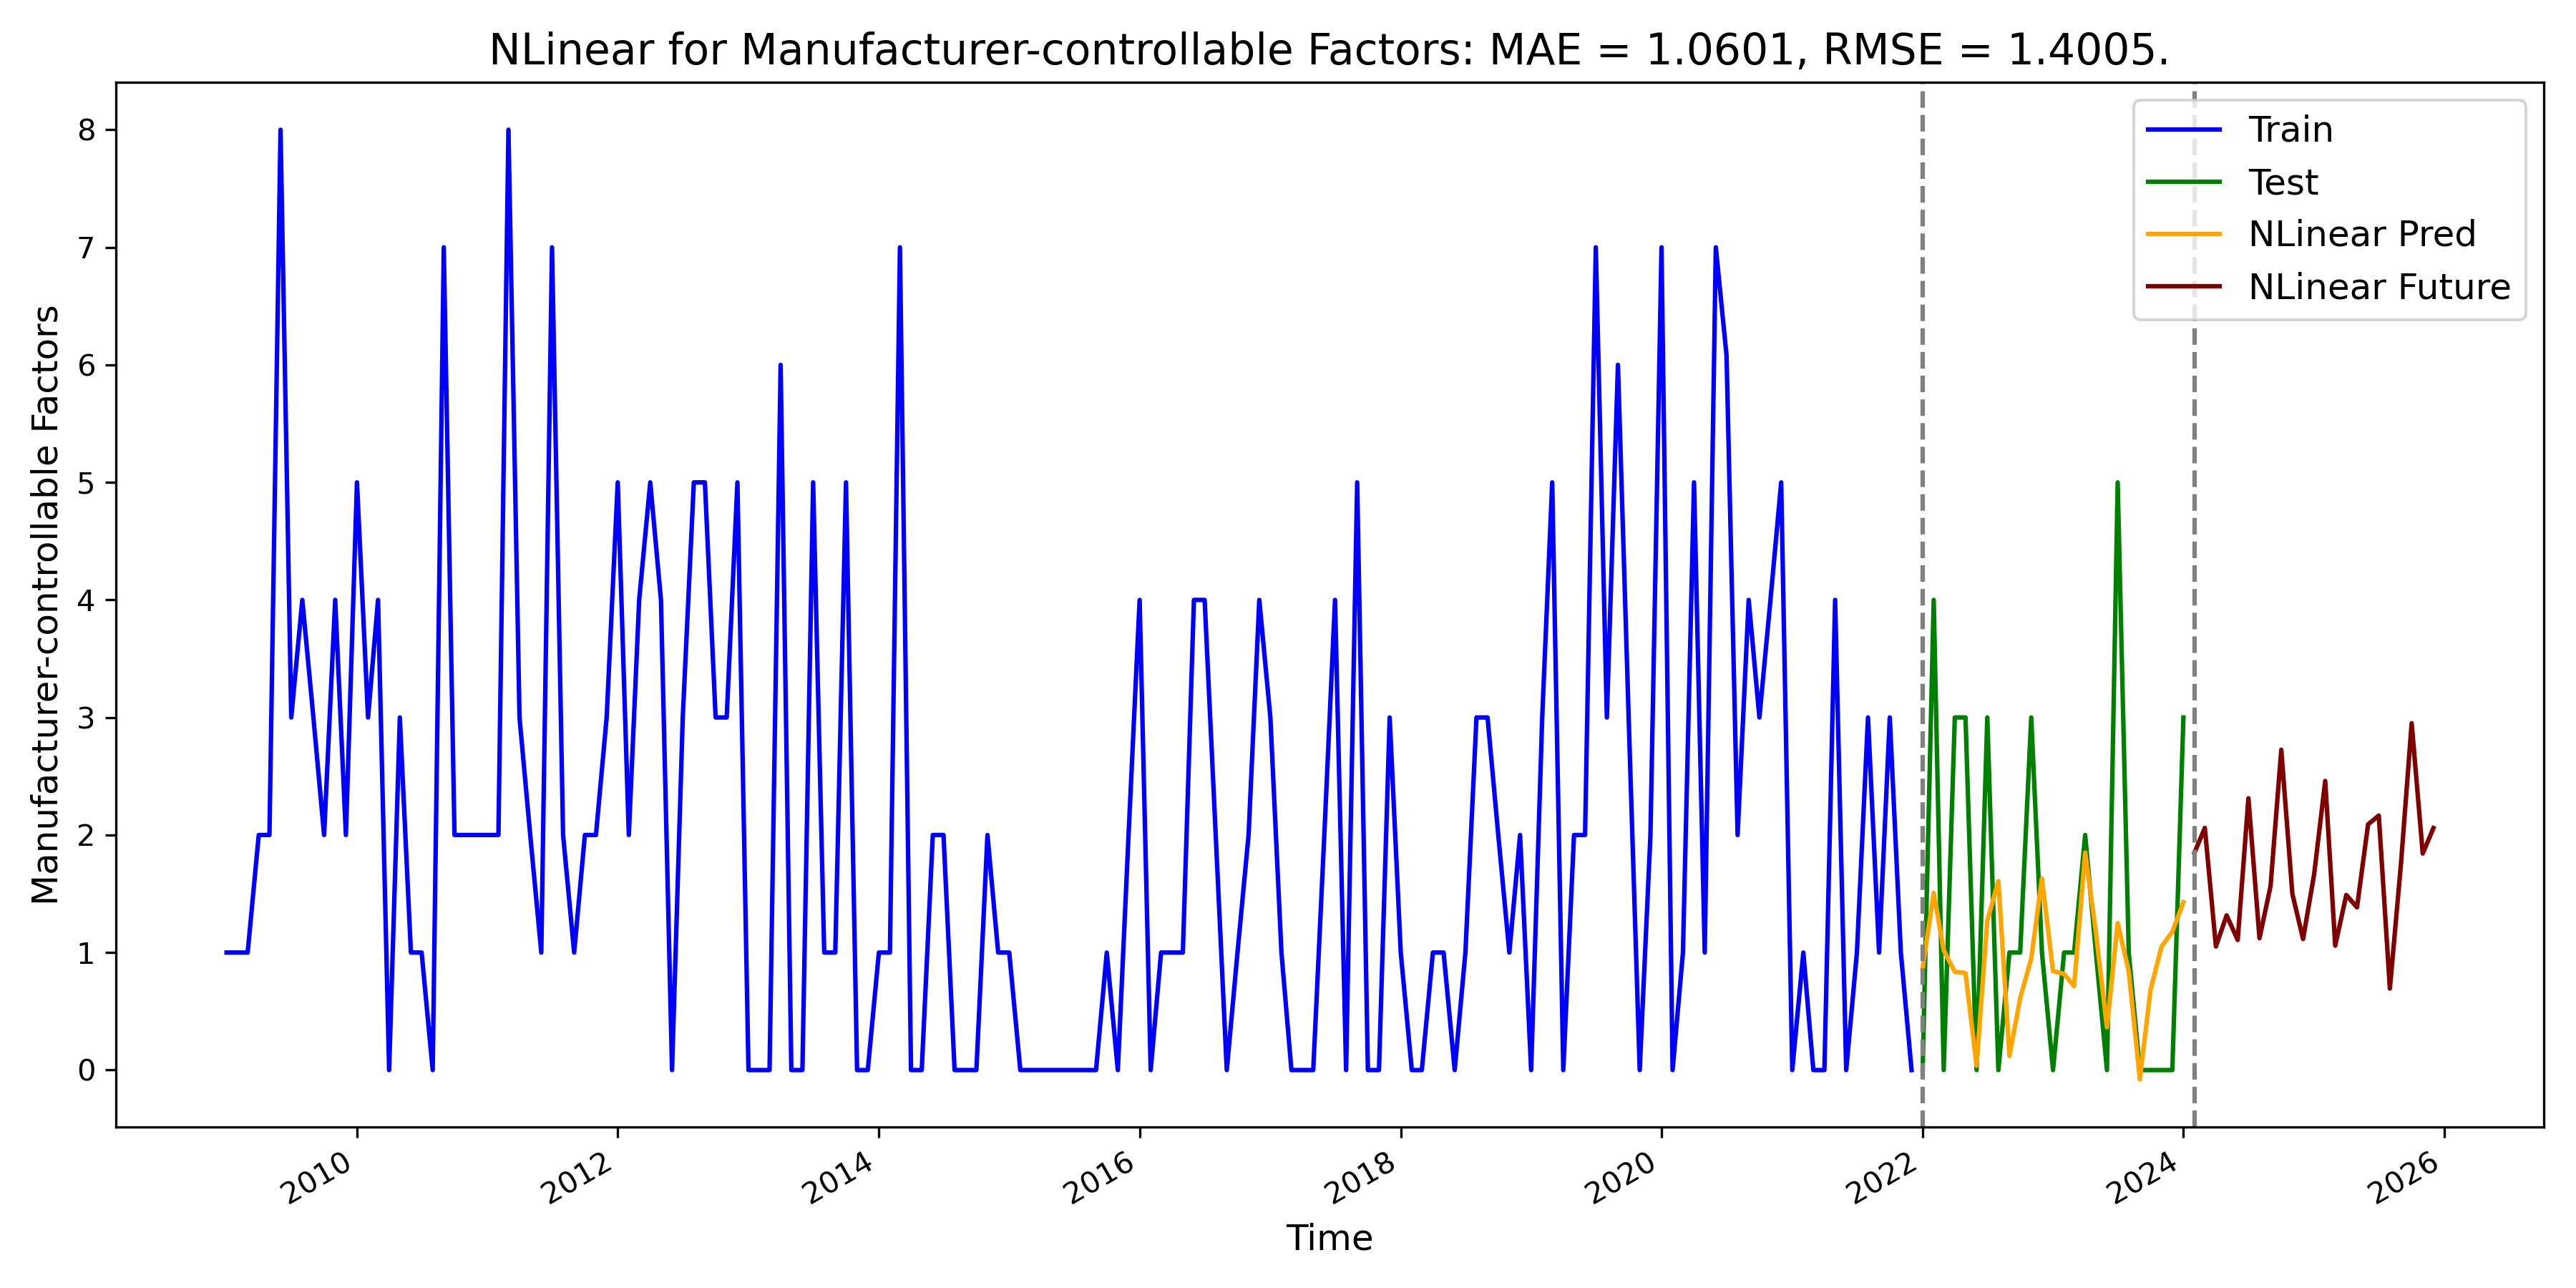 NLinear for Manufacturer-controllable Factors: MAE = 1.0601, RMSE = 1.4005.
Manufacturer-controllable Factors
8
7
6
5
4
3
2
1
0
Train
Test
NLinear Pred
NLinear Future
2010
2012
2014
2016
2018
2020
2022
2024
2026
Time